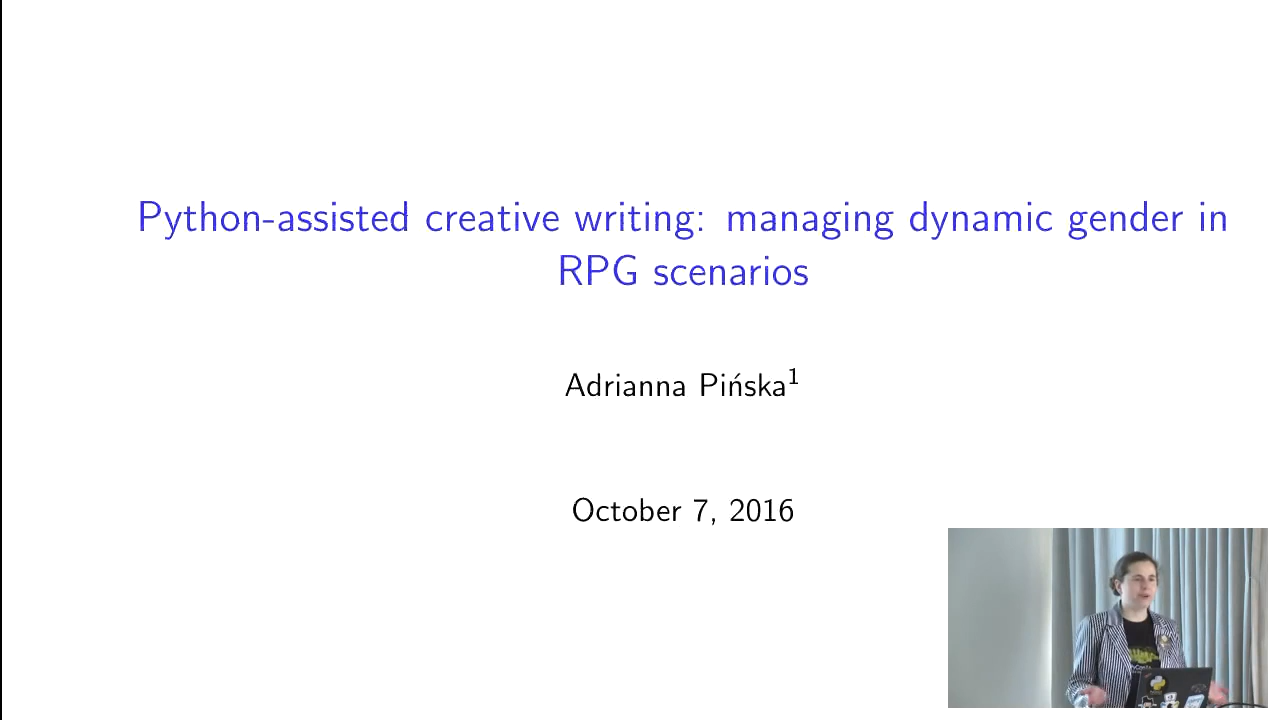 Python-assisted creative writing: managing dynamic gender in
RPG scenarios
Adrianna Pińska¹
October 7, 2016